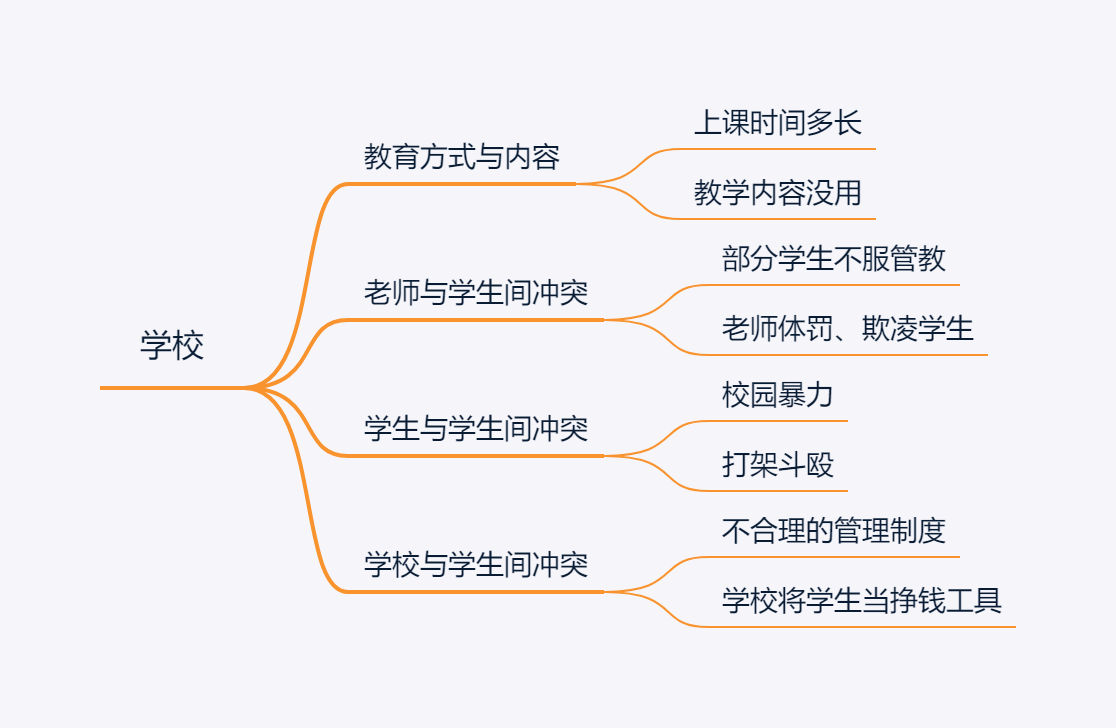 学校
教育方式与内容
上课时间多长
教学内容没用
老师与学生间冲突
部分学生不服管教
老师体罚、欺凌学生
学生与学生间冲突
校园暴力
打架斗殴
学校与学生间冲突
不合理的管理制度
学校将学生当挣钱工具